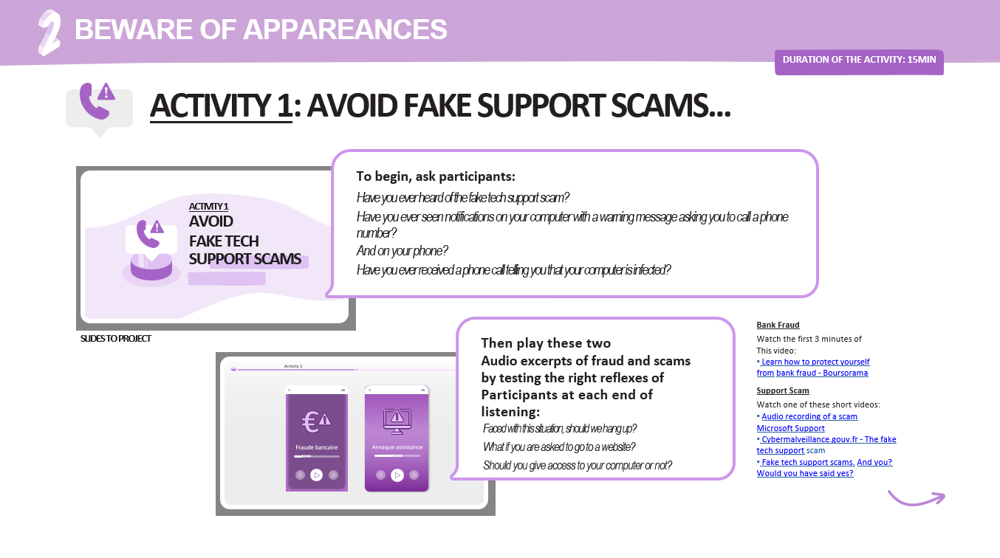 2 BEWARE OF APPAREANCES
DURATION OF THE ACTIVITY: 15MIN
ACTIVITY 1: AVOID FAKE SUPPORT SCAMS...
ACTIVITY 1
AVOID
FAKE TECH
SUPPORT SCAMS
SLIDES TO PROJECT
To begin, ask participants:
Have you ever heard of the fake tech support scam?
Have you ever seen notifications on your computer with a warning message asking you to call a phone
number?
And on your phone?
Have you ever received a phone call telling you that your computer is infected?
Activity 1
Fraude bancaire
Arnaque assistance
Then play these two
Audio excerpts of fraud and scams
by testing the right reflexes of
Participants at each end of
listening:
Faced with this situation, should we hang up?
What if you are asked to go to a website?
Should you give access to your computer or not?
Bank Fraud
Watch the first 3 minutes of
This video:
• Learn how to protect yourself
from bank fraud - Boursorama
Support Scam
Watch one of these short videos:
• Audio recording of a scam
Microsoft Support
• Cybermalveillance.gouv.fr - The fake
tech support scam
• Fake tech support scams. And you?
Would you have said yes?